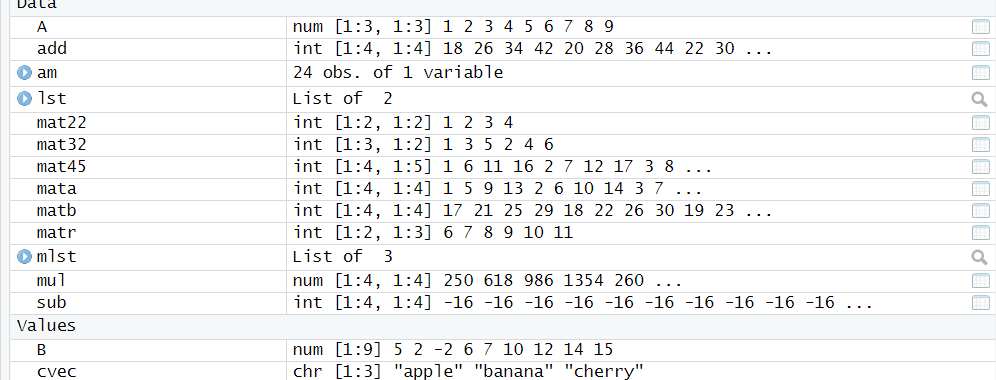 Data
A num [1:3, 1:3] 1 2 3 4 5 6 7 8 9
add int [1:4, 1:4] 18 26 34 42 20 28 36 44 22 30 ...
am 24 obs. of 1 variable
lst List of  2
mat22 int [1:2, 1:2] 1 2 3 4
mat32 int [1:3, 1:2] 1 3 5 2 4 6
mat45 int [1:4, 1:5] 1 6 11 16 2 7 12 17 3 8 ...
mata int [1:4, 1:4] 1 5 9 13 2 6 10 14 3 7 ...
matb int [1:4, 1:4] 17 21 25 29 18 22 26 30 19 23 ...
matr int [1:2, 1:3] 6 7 8 9 10 11
mlst List of  3
mul num [1:4, 1:4] 250 618 986 1354 260 ...
sub int [1:4, 1:4] -16 -16 -16 -16 -16 -16 -16 -16 -16 -16 ...
Values
B num [1:9] 5 2 -2 6 7 10 12 14 15
cvec chr [1:3] "apple" "banana" "cherry"